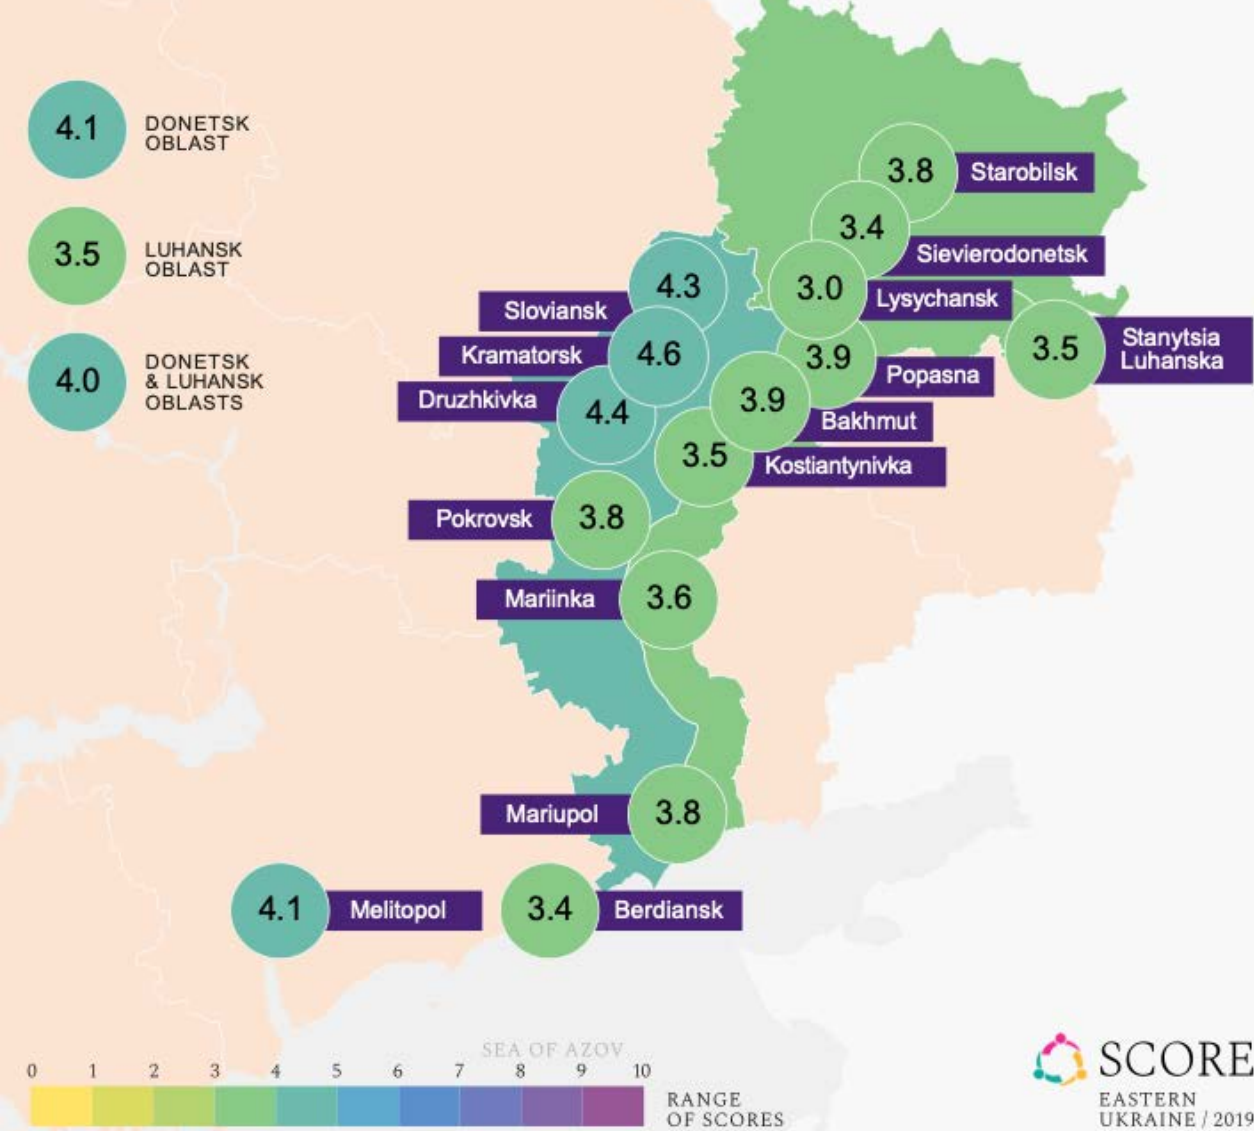 4.1
DONETSK
OBLAST
3.5
LUHANSK
OBLAST
4.0
DONETSK
& LUHANSK
OBLASTS
3.8
Starobilsk
3.4
Sievierodonetsk
3.0
Lysychansk
4.3
Sloviansk
3.5
Stanytsia
Luhanska
4.6
Kramatorsk
3.9
Popasna
4.4
Druzhkivka
3.9
Bakhmut
3.5
Kostiantynivka
3.8
Pokrovsk
3.6
Mariinka
3.8
Mariupol
4.1
Melitopol
3.4
Berdiansk
SEA OF AZOV
0 1 2 3 4 5 6 7 8 9 10
RANGE
OF SCORES
SCORE
EASTERN
UKRAINE / 2019